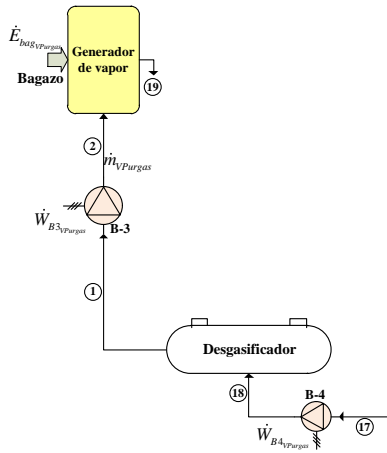 Ė_bag_VPurgas
Bagazo
Generador
de vapor
19
2
ṁ_VPurgas
Ẇ_B3_VPurgas
B-3
1
Desgasificador
18
B-4
17
Ẇ_B4_VPurgas